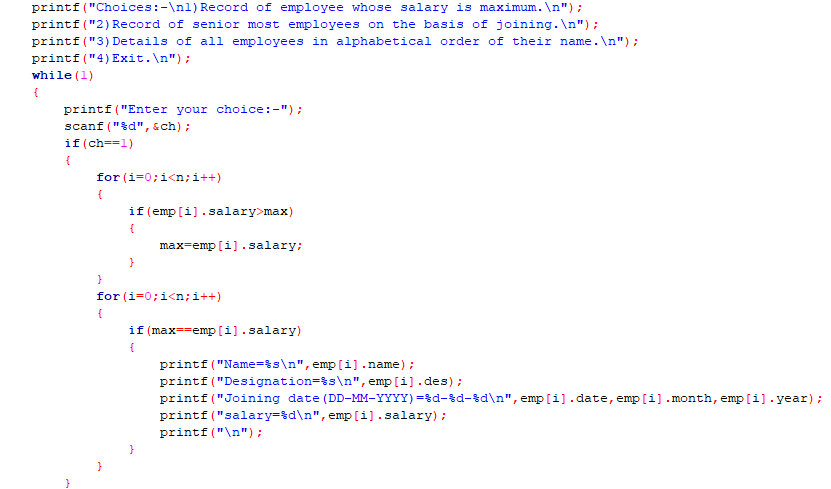 printf("Choices:-\n1)Record of employee whose salary is maximum.\n");
printf("2)Record of senior most employees on the basis of joining.\n");
printf("3)Details of all employees in alphabetical order of their name.\n");
printf("4)Exit.\n");
while(1)
{
printf("Enter your choice:-");
scanf("%d",&ch);
if(ch==1)
{
for(i=0;i<n;i++)
{
if(emp[i].salary>max)
{
max=emp[i].salary;
}
}
for(i=0;i<n;i++)
{
if(max==emp[i].salary)
{
printf("Name=%s\n",emp[i].name);
printf("Designation=%s\n",emp[i].des);
printf("Joining date(DD-MM-YYYY)=%d-%d-%d\n",emp[i].date,emp[i].month,emp[i].year);
printf("salary=%d\n",emp[i].salary);
printf("\n");
}
}
}